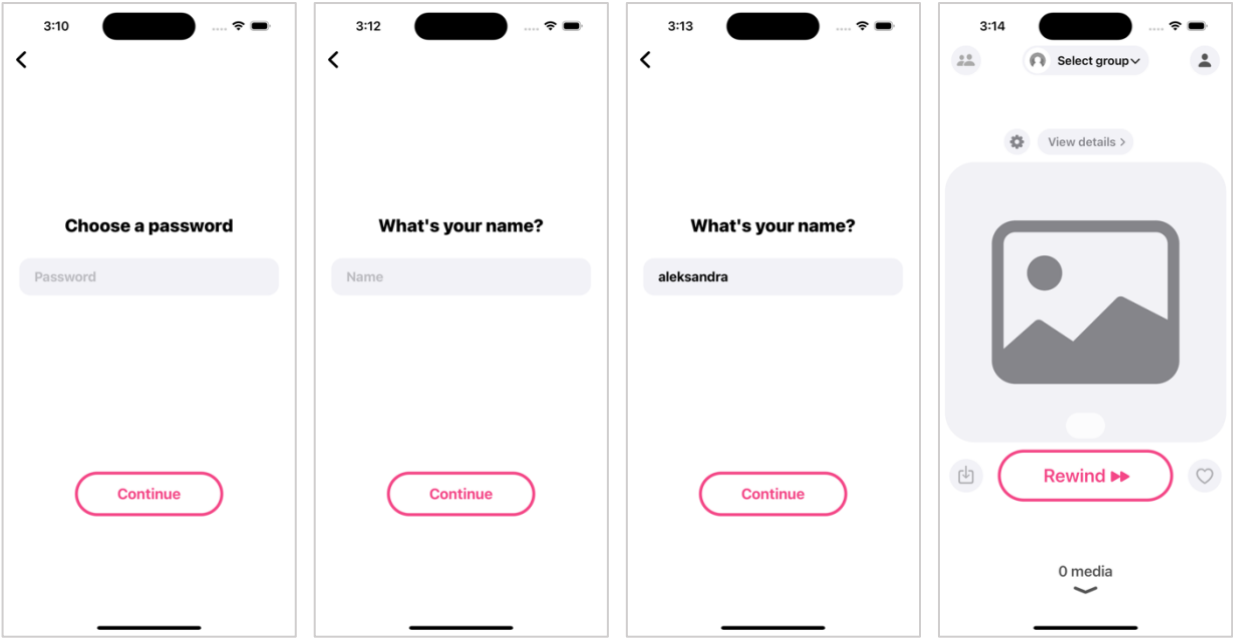 3:10
Choose a password
Password
Continue
3:12
What's your name?
Name
Continue
3:13
What's your name?
aleksandra
Continue
3:14
Select group
View details >
Rewind
0 media